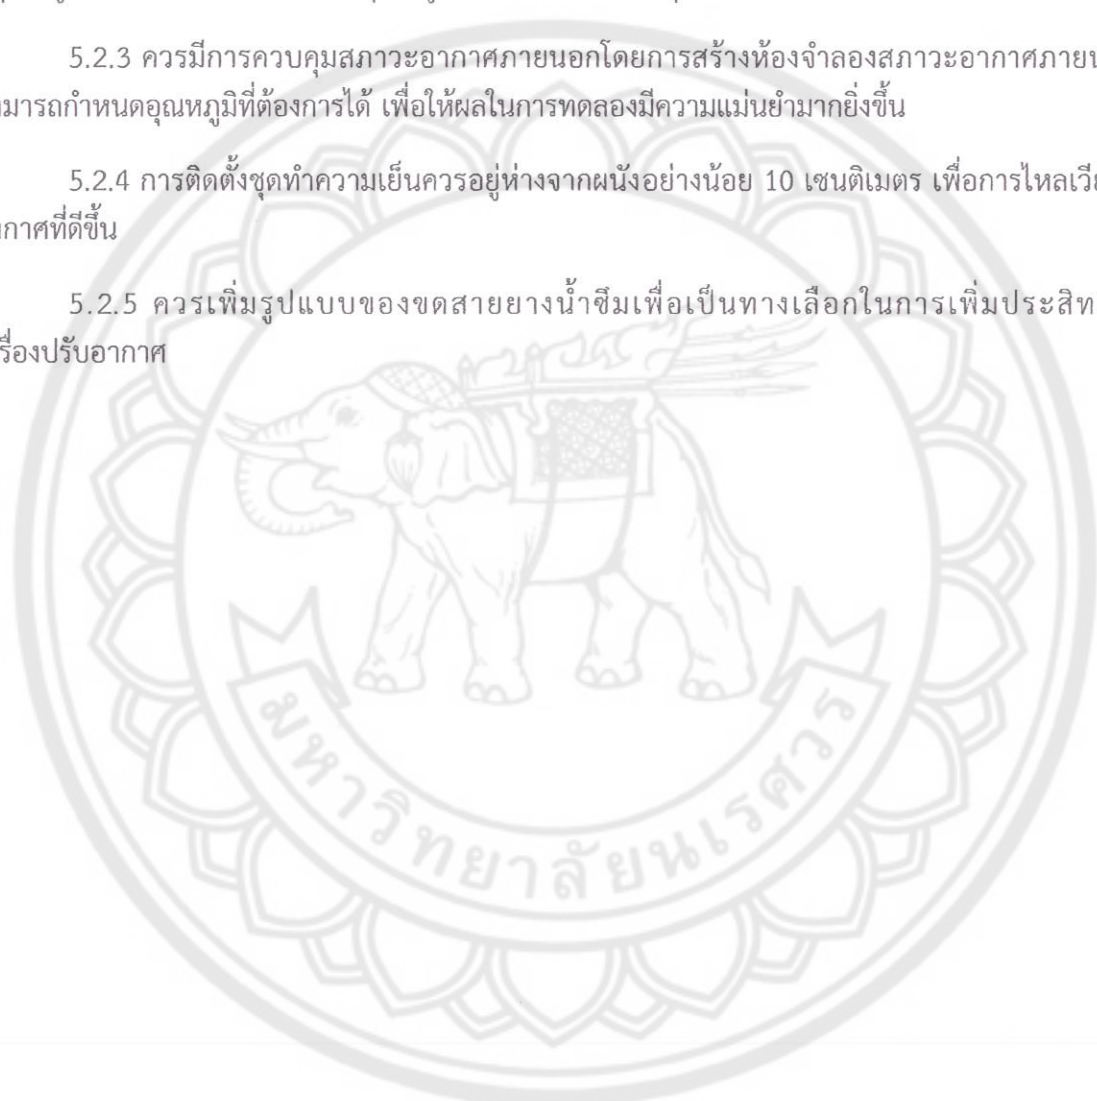 5.2.3 ควรมีการควบคุมสภาวะอากาศภายนอกโดยการสร้างห้องจำลองสภาวะอากาศภายน
ามารถกำหนดอุณหภูมิที่ต้องการได้ เพื่อให้ผลในการทดลองมีความแม่นยำมากยิ่งขึ้น
5.2.4 การติดตั้งชุดทำความเย็นควรอยู่ห่างจากผนังอย่างน้อย 10 เซนติเมตร เพื่อการไหลเวีย
ากาศที่ดีขึ้น
5.2.5 ควรเพิ่มรูปแบบของขดสายยางน้ำซึมเพื่อเป็นทางเลือกในการเพิ่มประสิท
รื่องปรับอากาศ
มหาวิทยาลัยนเรศวร